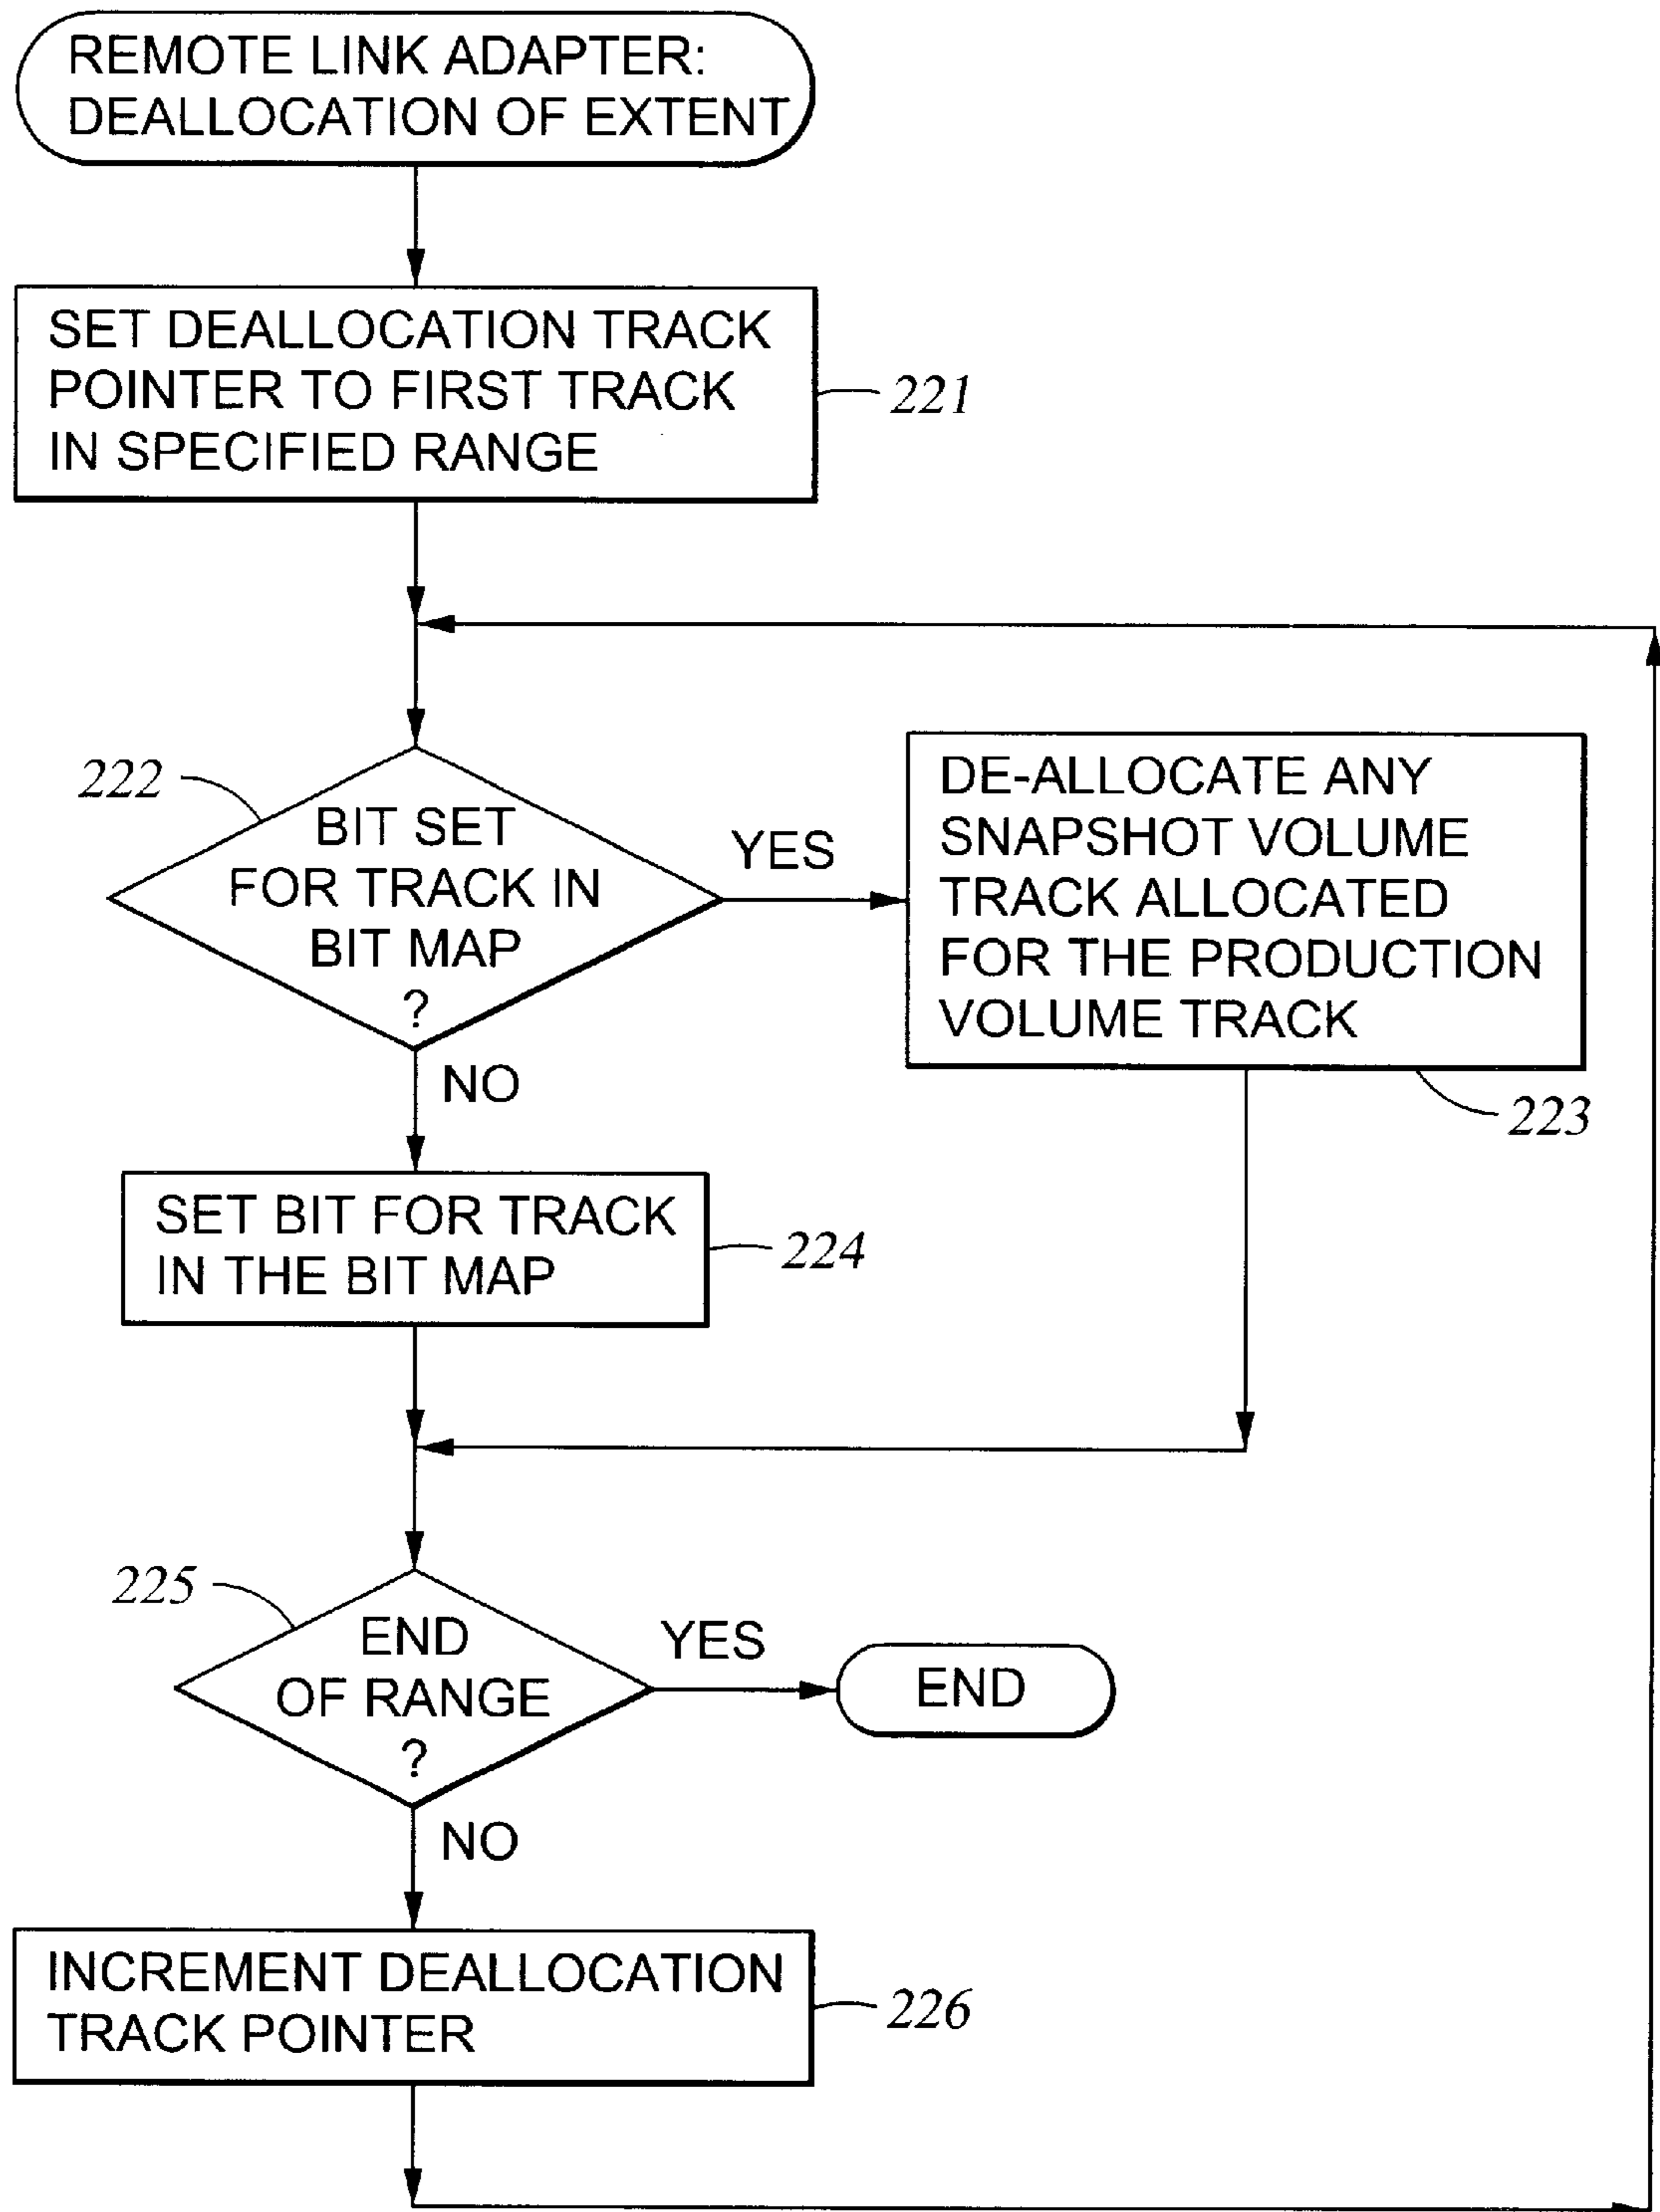 REMOTE LINK ADAPTER:
DEALLOCATION OF EXTENT
SET DEALLOCATION TRACK
POINTER TO FIRST TRACK
IN SPECIFIED RANGE
221
222
BIT SET
FOR TRACK IN
BIT MAP
?
YES
NO
DE-ALLOCATE ANY
SNAPSHOT VOLUME
TRACK ALLOCATED
FOR THE PRODUCTION
VOLUME TRACK
223
SET BIT FOR TRACK
IN THE BIT MAP
224
225
END
OF RANGE
?
YES
END
NO
INCREMENT DEALLOCATION
TRACK POINTER
226